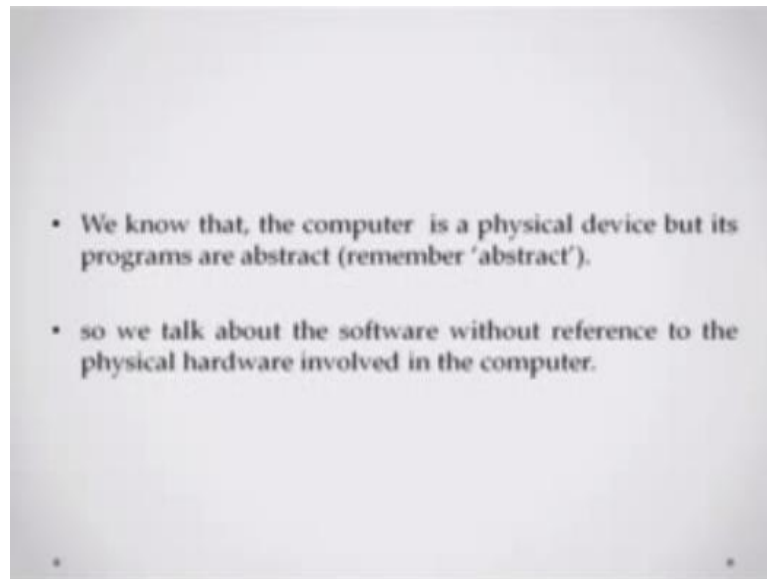 • We know that, the computer is a physical device but its
programs are abstract (remember 'abstract').
• so we talk about the software without reference to the
physical hardware involved in the computer.